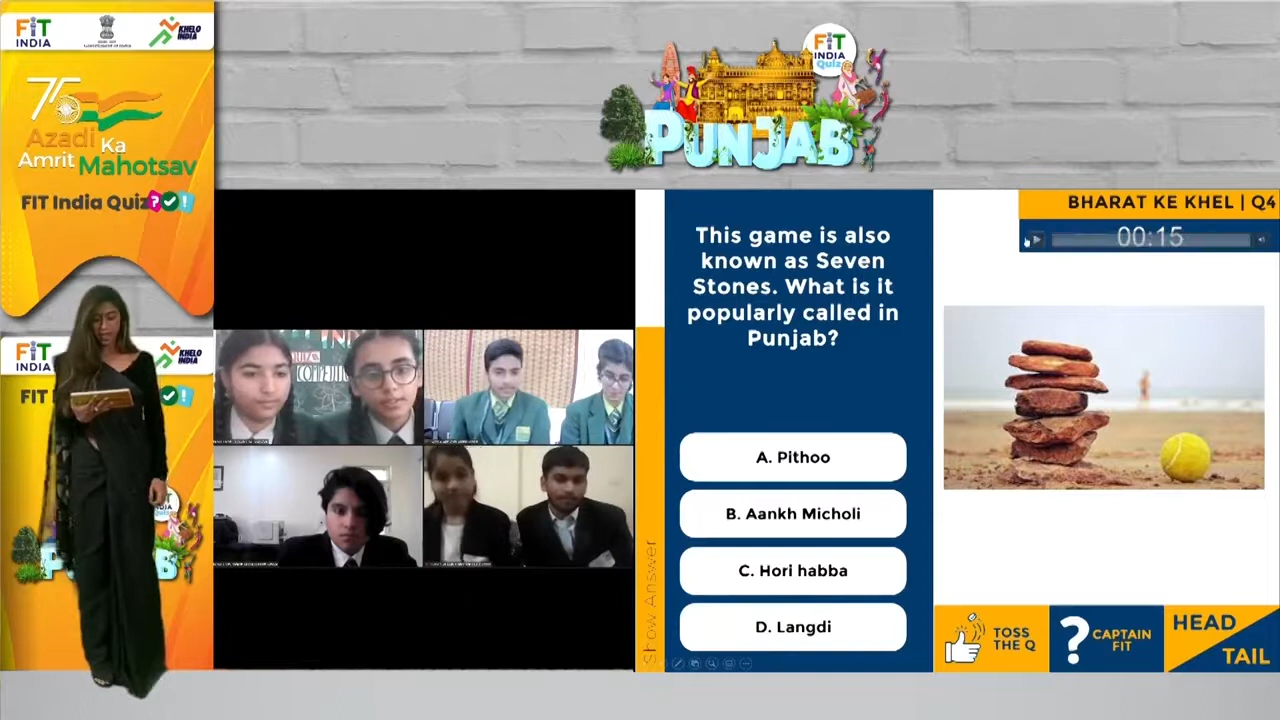 FiT
INDIA
KHELO
INDIA
75
Azadi Ka
Amrit Mahotsav
FIT India Quiz?!
FiT
INDIA
KHELO
INDIA
FIT
FiT
INDIA
Quiz
PUNJAB
BHARAT KE KHEL | Q4
00:15
This game is also
known as Seven
Stones. What is it
popularly called in
Punjab?
A. Pithoo
B. Aankh Micholi
C. Hori habba
D. Langdi
Show Answer
TOSS
THE Q
?
CAPTAIN
FIT
HEAD
TAIL